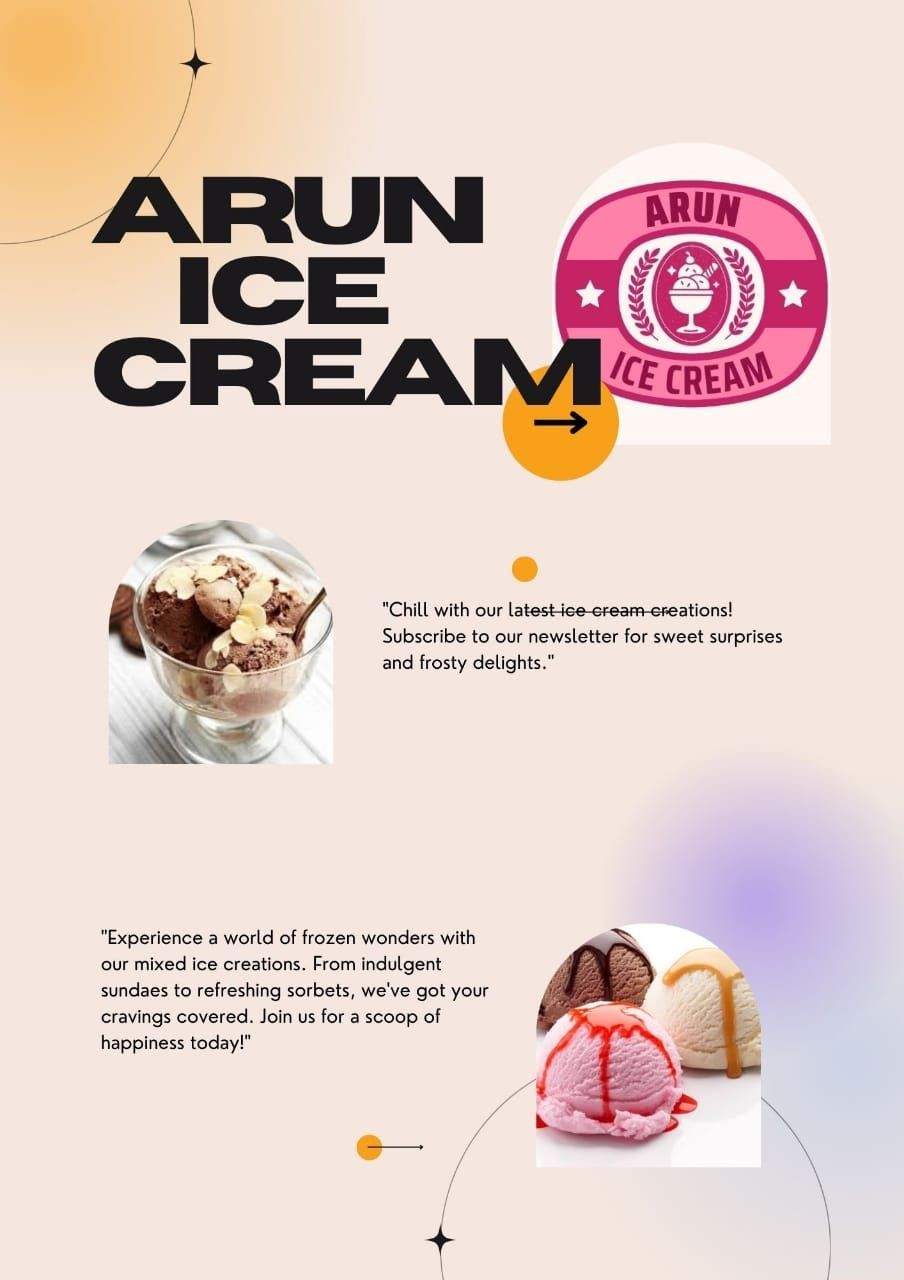 ARUN
ICE
CREAM
ARUN
ICE CREAM
"Chill with our latest ice cream creations!
Subscribe to our newsletter for sweet surprises
and frosty delights."
"Experience a world of frozen wonders with
our mixed ice creations. From indulgent
sundaes to refreshing sorbets, we've got your
cravings covered. Join us for a scoop of
happiness today!"